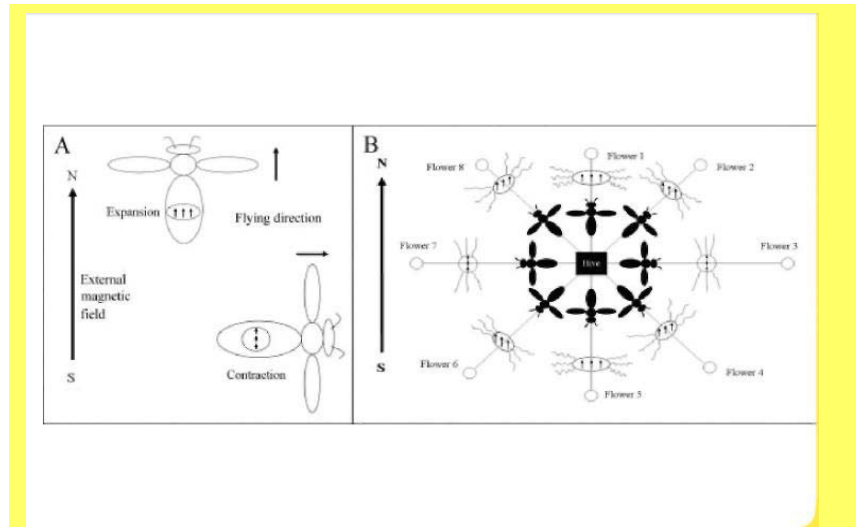 A
N
Expansion
Flying direction
External
magnetic
field
S
Contraction
B
N
Flower 1
Flower 8
Flower 2
Flower 7
Flower 3
Hive
Flower 6
Flower 4
S
Flower 5